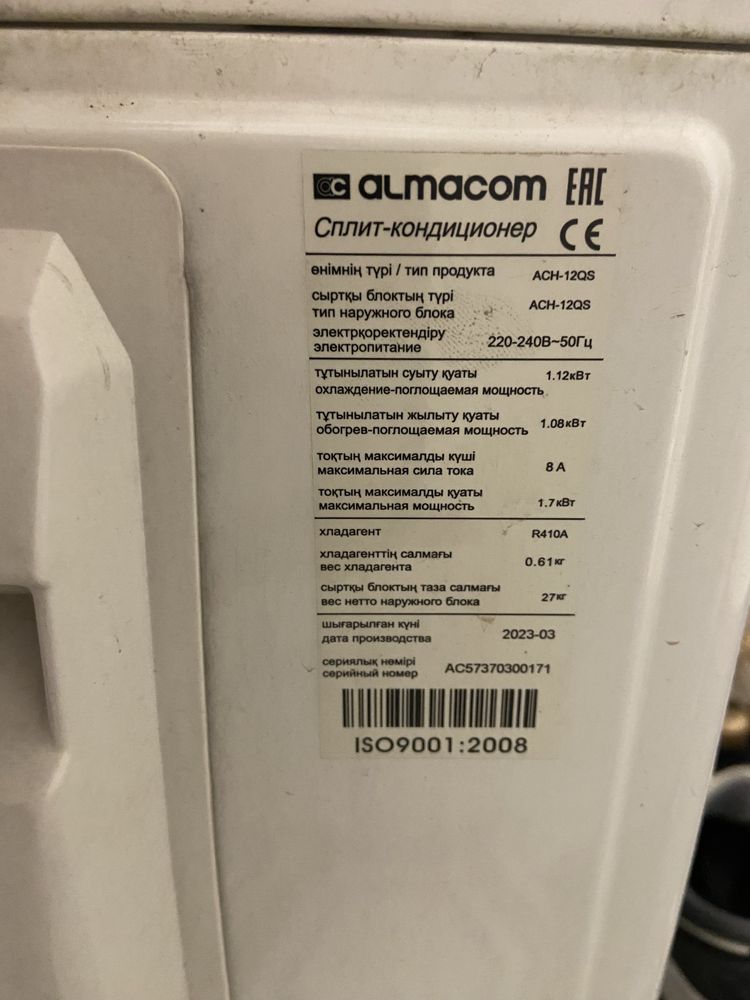 almacom EAC
Сплит-кондиционер CE
өнімнің түрі / тип продукта ACH-12QS
сыртқы блоктың түрі
тип наружного блока ACH-12QS
электрқоректендіру
электропитание 220-240В~50Гц
тұтынылатын суыту қуаты 1.12кВт
охлаждение-поглощаемая мощность
тұтынылатын жылыту қуаты
обогрев-поглощаемая мощность 1.08кВт
тоқтың максималды күші
максимальная сила тока 8 А
тоқтың максималды қуаты
максимальная мощность 1.7кВт
хладагент R410A
хладагенттің салмағы
вес хладагента 0.61кг
сыртқы блоктың таза салмағы
вес нетто наружного блока 27кг
шығарылған күні
дата производства 2023-03
сериялық немірі
серийный номер AC57370300171
ISO9001:2008